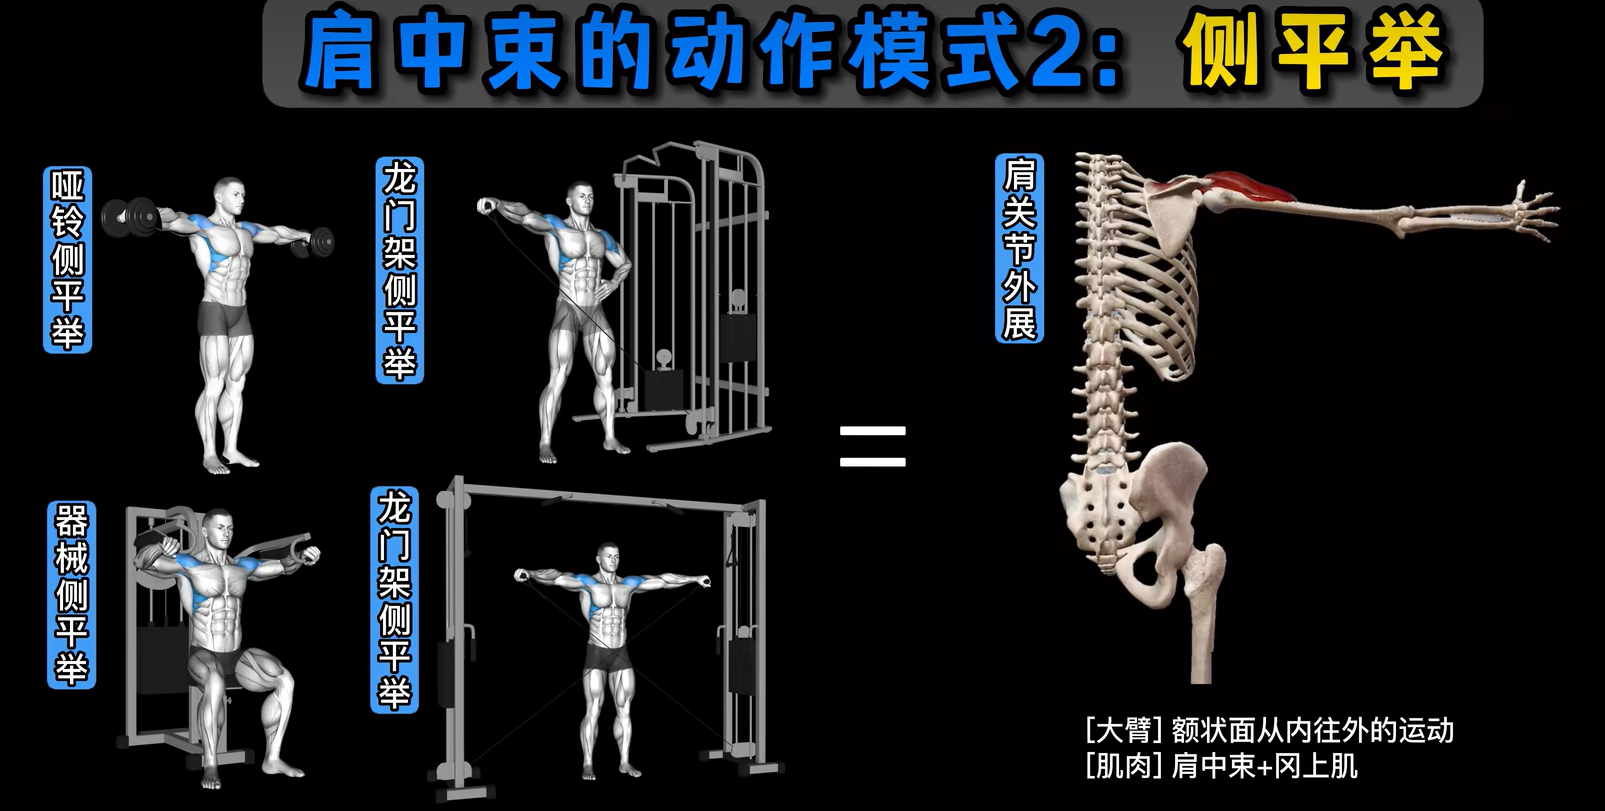 肩中束的动作模式2：侧平举
哑铃侧平举
龙门架侧平举
肩关节外展
器械侧平举
龙门架侧平举
[大臂] 额状面从内往外的运动
[肌肉] 肩中束+冈上肌